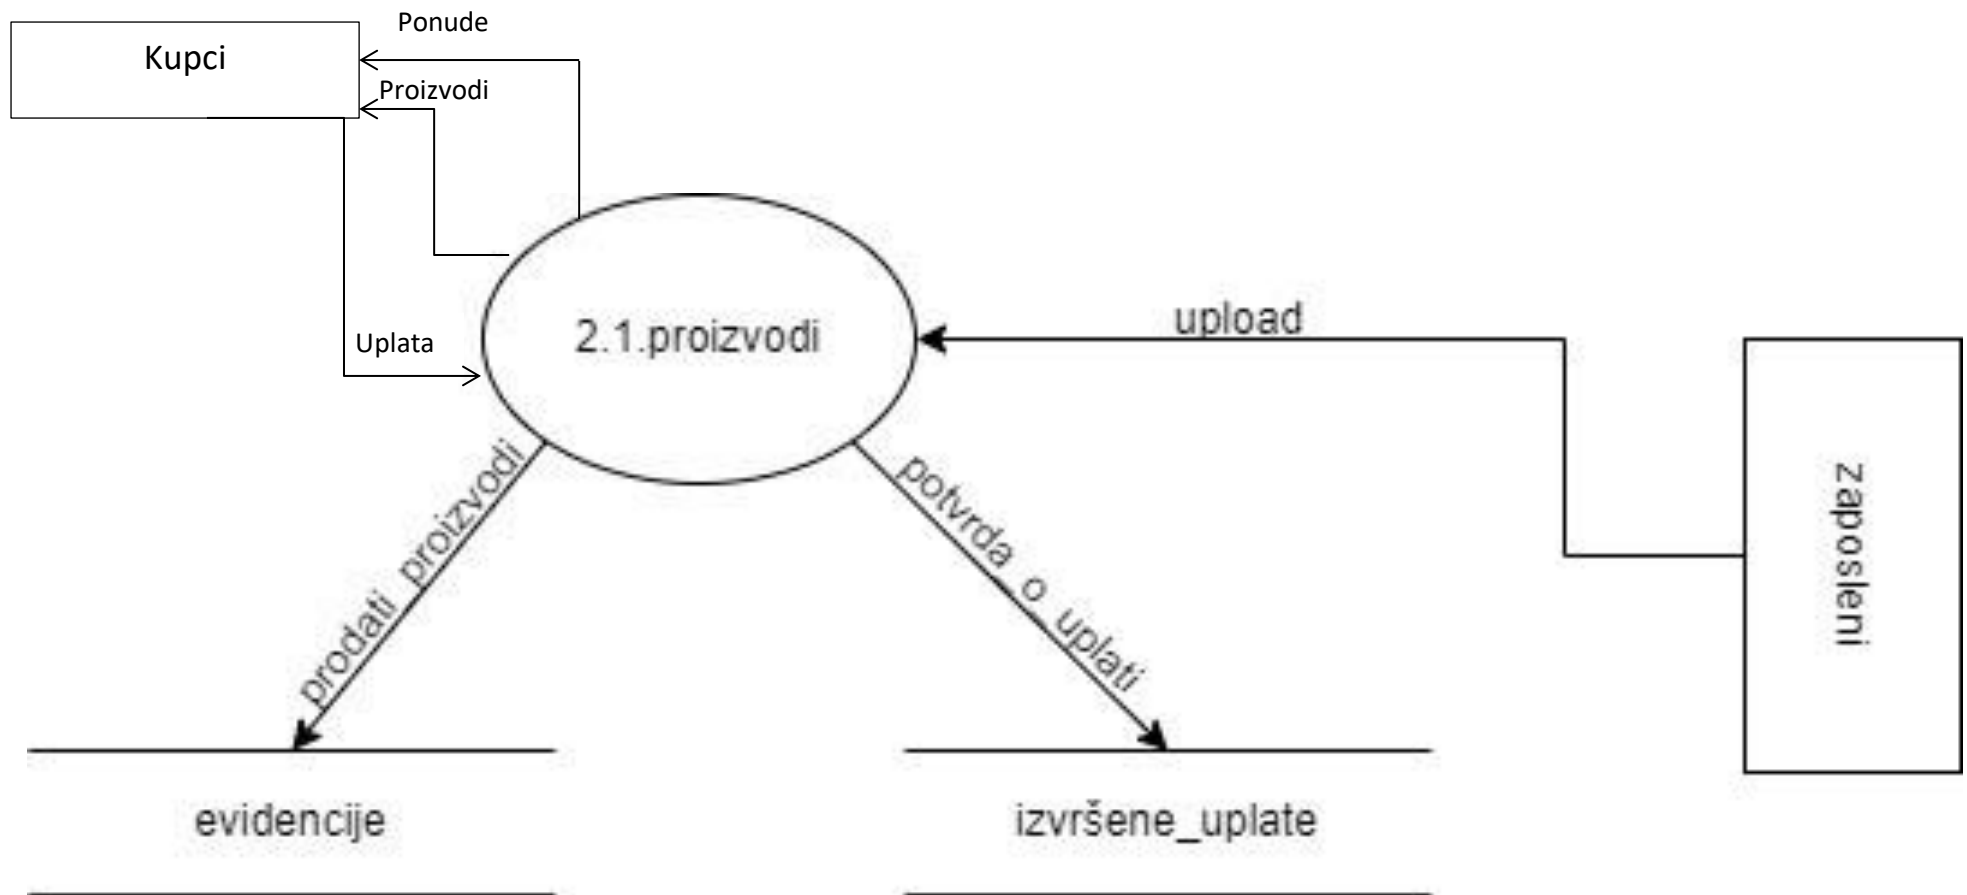 Ponude
Kupci
Proizvodi
upload
2.1.proizvodi
Uplata
prodati_proizvodi
potvrda_o_uplati
zaposleni
evidencije
izvršene_uplate